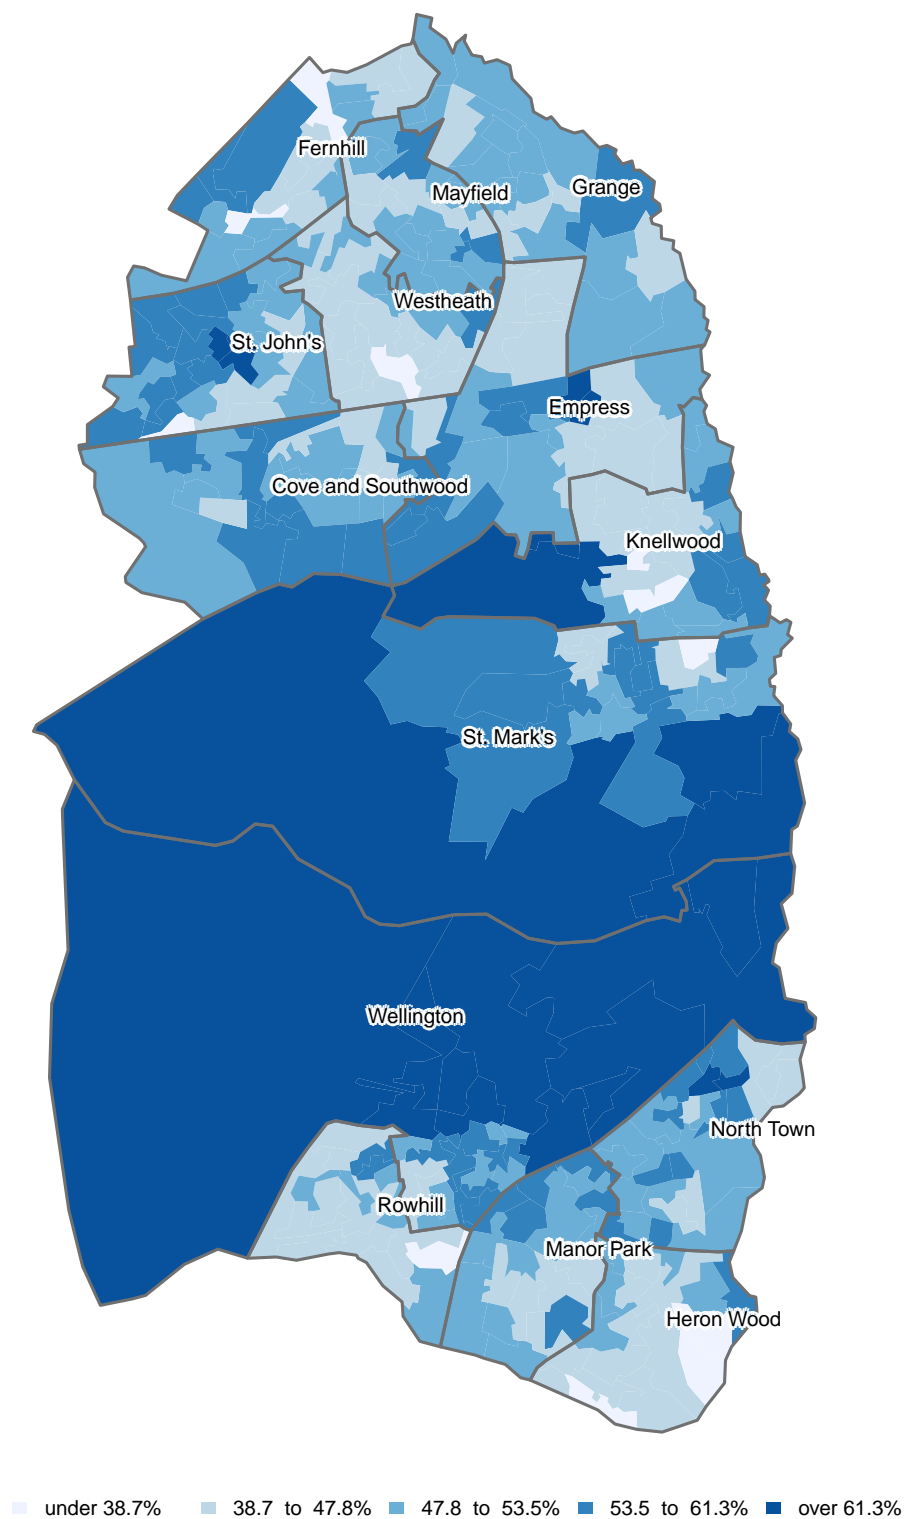 Fernhill
Mayfield
Grange
Westheath
St. John's
Empress
Cove and Southwood
Knellwood
St. Mark's
Wellington
North Town
Rowhill
Manor Park
Heron Wood
under 38.7% 38.7 to 47.8% 47.8 to 53.5% 53.5 to 61.3% over 61.3%